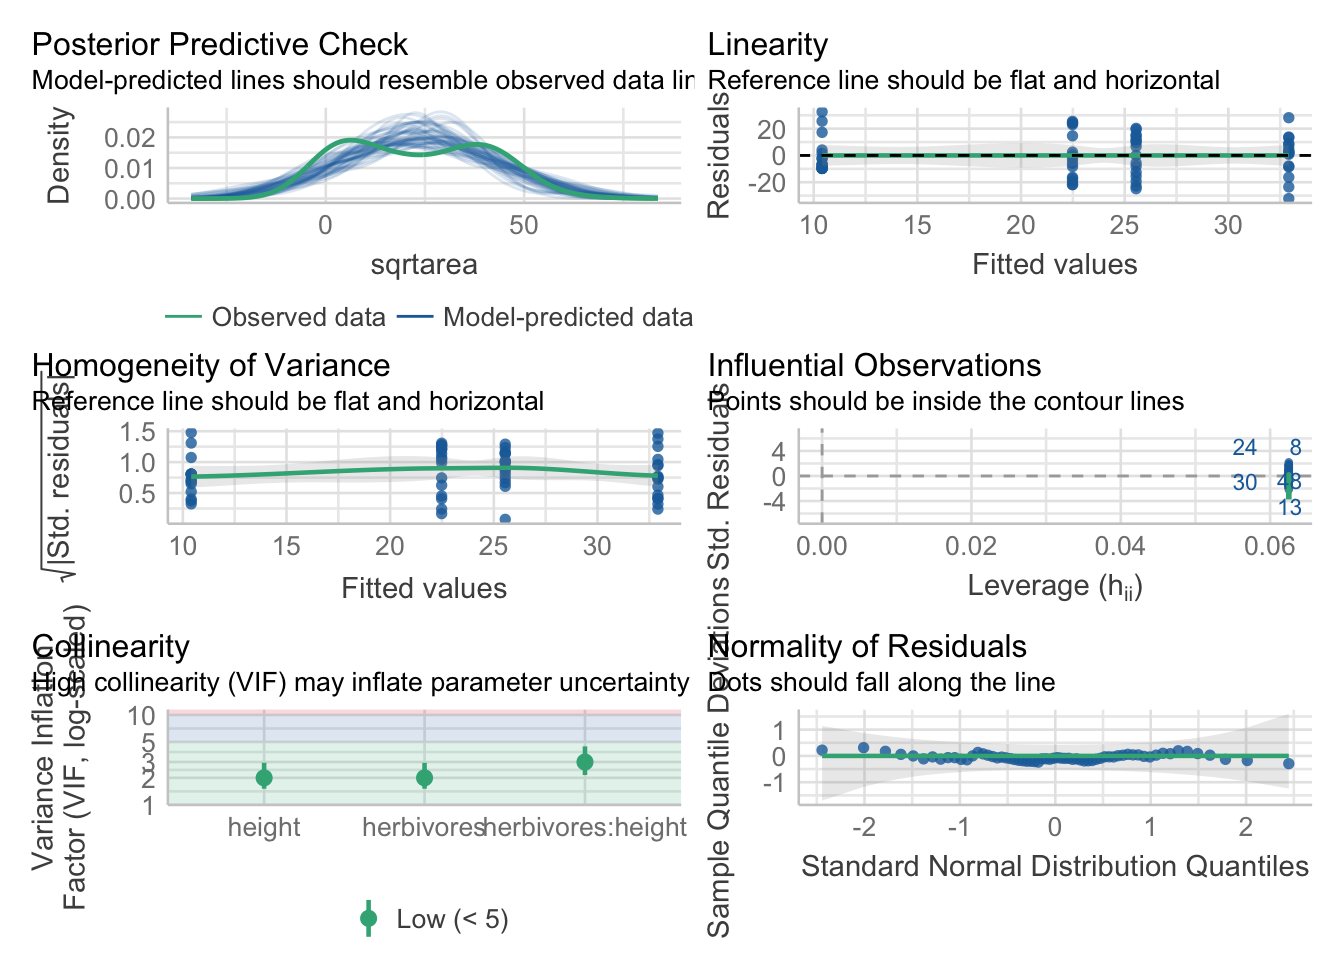 Posterior Predictive Check
Model-predicted lines should resemble observed data lin
Density
0.02
0.01
0.00
0
50
sqrtarea
Observed data
Model-predicted data
Linearity
Reference line should be flat and horizontal
Residuals
20
0
-20
10
15
20
25
30
Fitted values
Homogeneity of Variance
Reference line should be flat and horizontal
√|Std. residuals|
1.5
1.0
0.5
10
15
20
25
30
Fitted values
Influential Observations
Points should be inside the contour lines
Std. Residuals
4
0
-4
24
8
30
48
13
0.00
0.02
0.04
0.06
Leverage (hii)
Collinearity
High collinearity (VIF) may inflate parameter uncertainty
Variance Inflation
Factor (VIF, log-scaled)
10
5
3
2
1
height
herbivores
herbivores:height
Low (< 5)
Normality of Residuals
Dots should fall along the line
Sample Quantile Deviations
1
0
-1
-2
-1
0
1
2
Standard Normal Distribution Quantiles